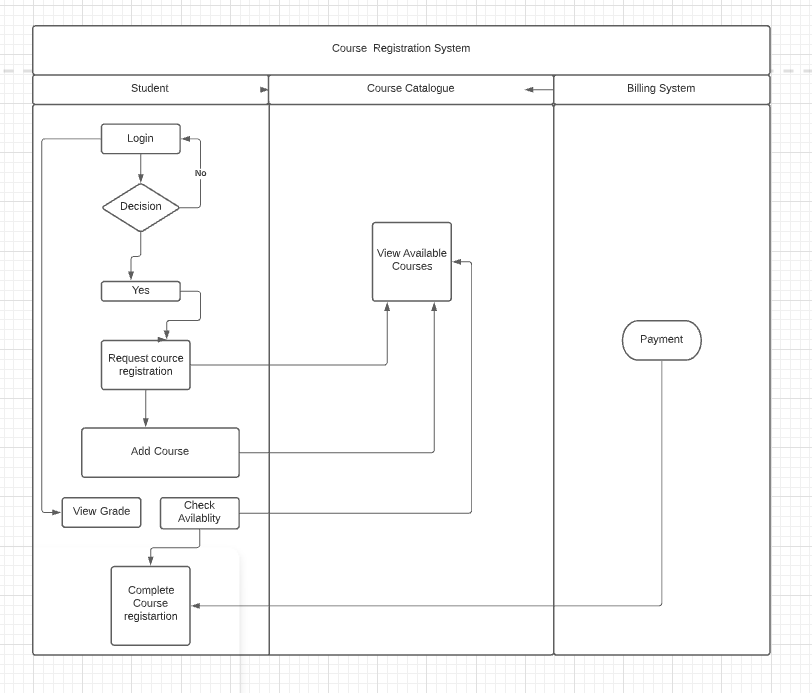 Course  Registration System
Student
Course Catalogue
Billing System
Login
No
Decision
View Available
Courses
Yes
Payment
Request cource
registration
Add Course
View Grade
Check
Avilablity
Complete
Course
registartion